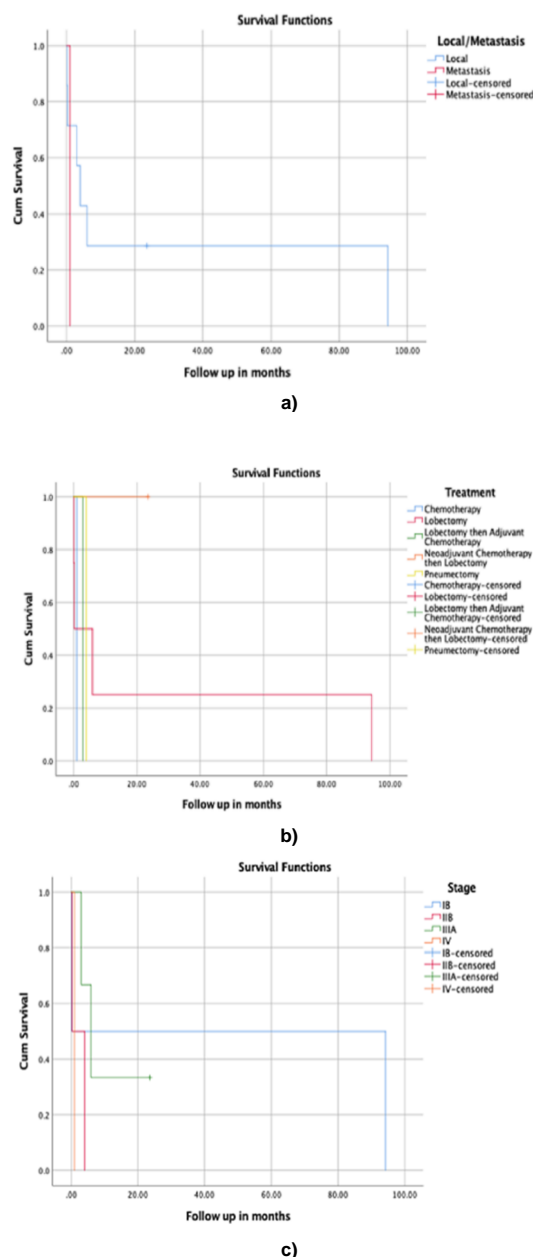 Survival Functions
Local/Metastasis
Local
Metastasis
Local-censored
Metastasis-censored
Cum Survival
1.0
0.8
0.6
0.4
0.2
0.0
.00 20.00 40.00 60.00 80.00 100.00
Follow up in months
a)
Survival Functions
Treatment
Chemotherapy
Lobectomy
Lobectomy then Adjuvant
Chemotherapy
Neoadjuvant Chemotherapy
then Lobectomy
Pneumectomy
Chemotherapy-censored
Lobectomy-censored
Lobectomy then Adjuvant
Chemotherapy-censored
Neoadjuvant Chemotherapy
then Lobectomy-censored
Pneumectomy-censored
Cum Survival
1.0
0.8
0.6
0.4
0.2
0.0
.00 20.00 40.00 60.00 80.00 100.00
Follow up in months
b)
Survival Functions
Stage
IB
IIB
IIIA
IV
IB-censored
IIB-censored
IIIA-censored
IV-censored
Cum Survival
1.0
0.8
0.6
0.4
0.2
0.0
.00 20.00 40.00 60.00 80.00 100.00
Follow up in months
c)